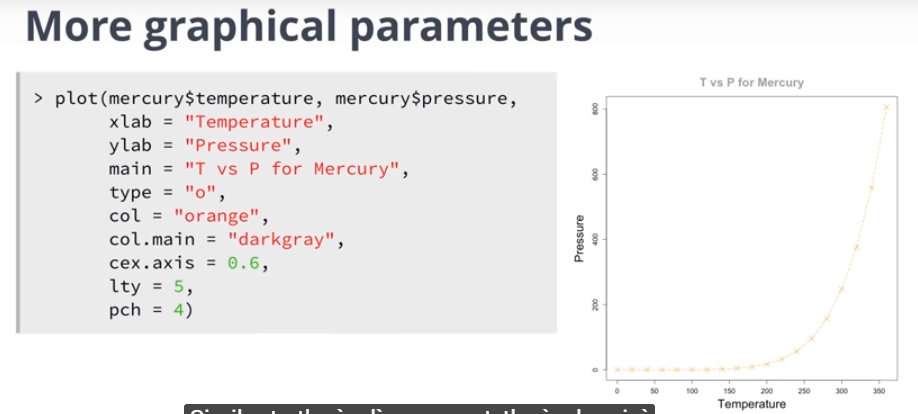 More graphical parameters
> plot(mercury$temperature, mercury$pressure,
xlab = "Temperature",
ylab = "Pressure",
main = "T vs P for Mercury",
type = "o",
col = "orange",
col.main = "darkgray",
cex.axis = 0.6,
lty = 5,
pch = 4)
T vs P for Mercury
800
600
400
200
0
Pressure
0 50 100 150 200 250 300 350
Temperature